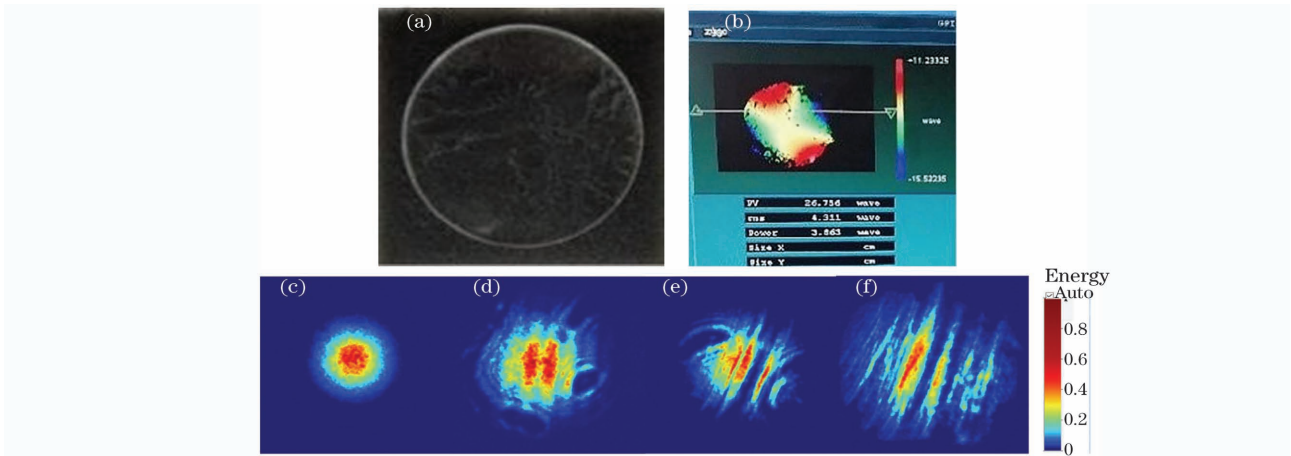 (a)
(b)
GPI
zygo
+11.23325
wave
-15.52235
PV 26.756 wave
rms 4.311 wave
Power 3.863 wave
Size X cm
Size Y cm
(c)
(d)
(e)
(f)
Energy
Auto
0.8
0.6
0.4
0.2
0